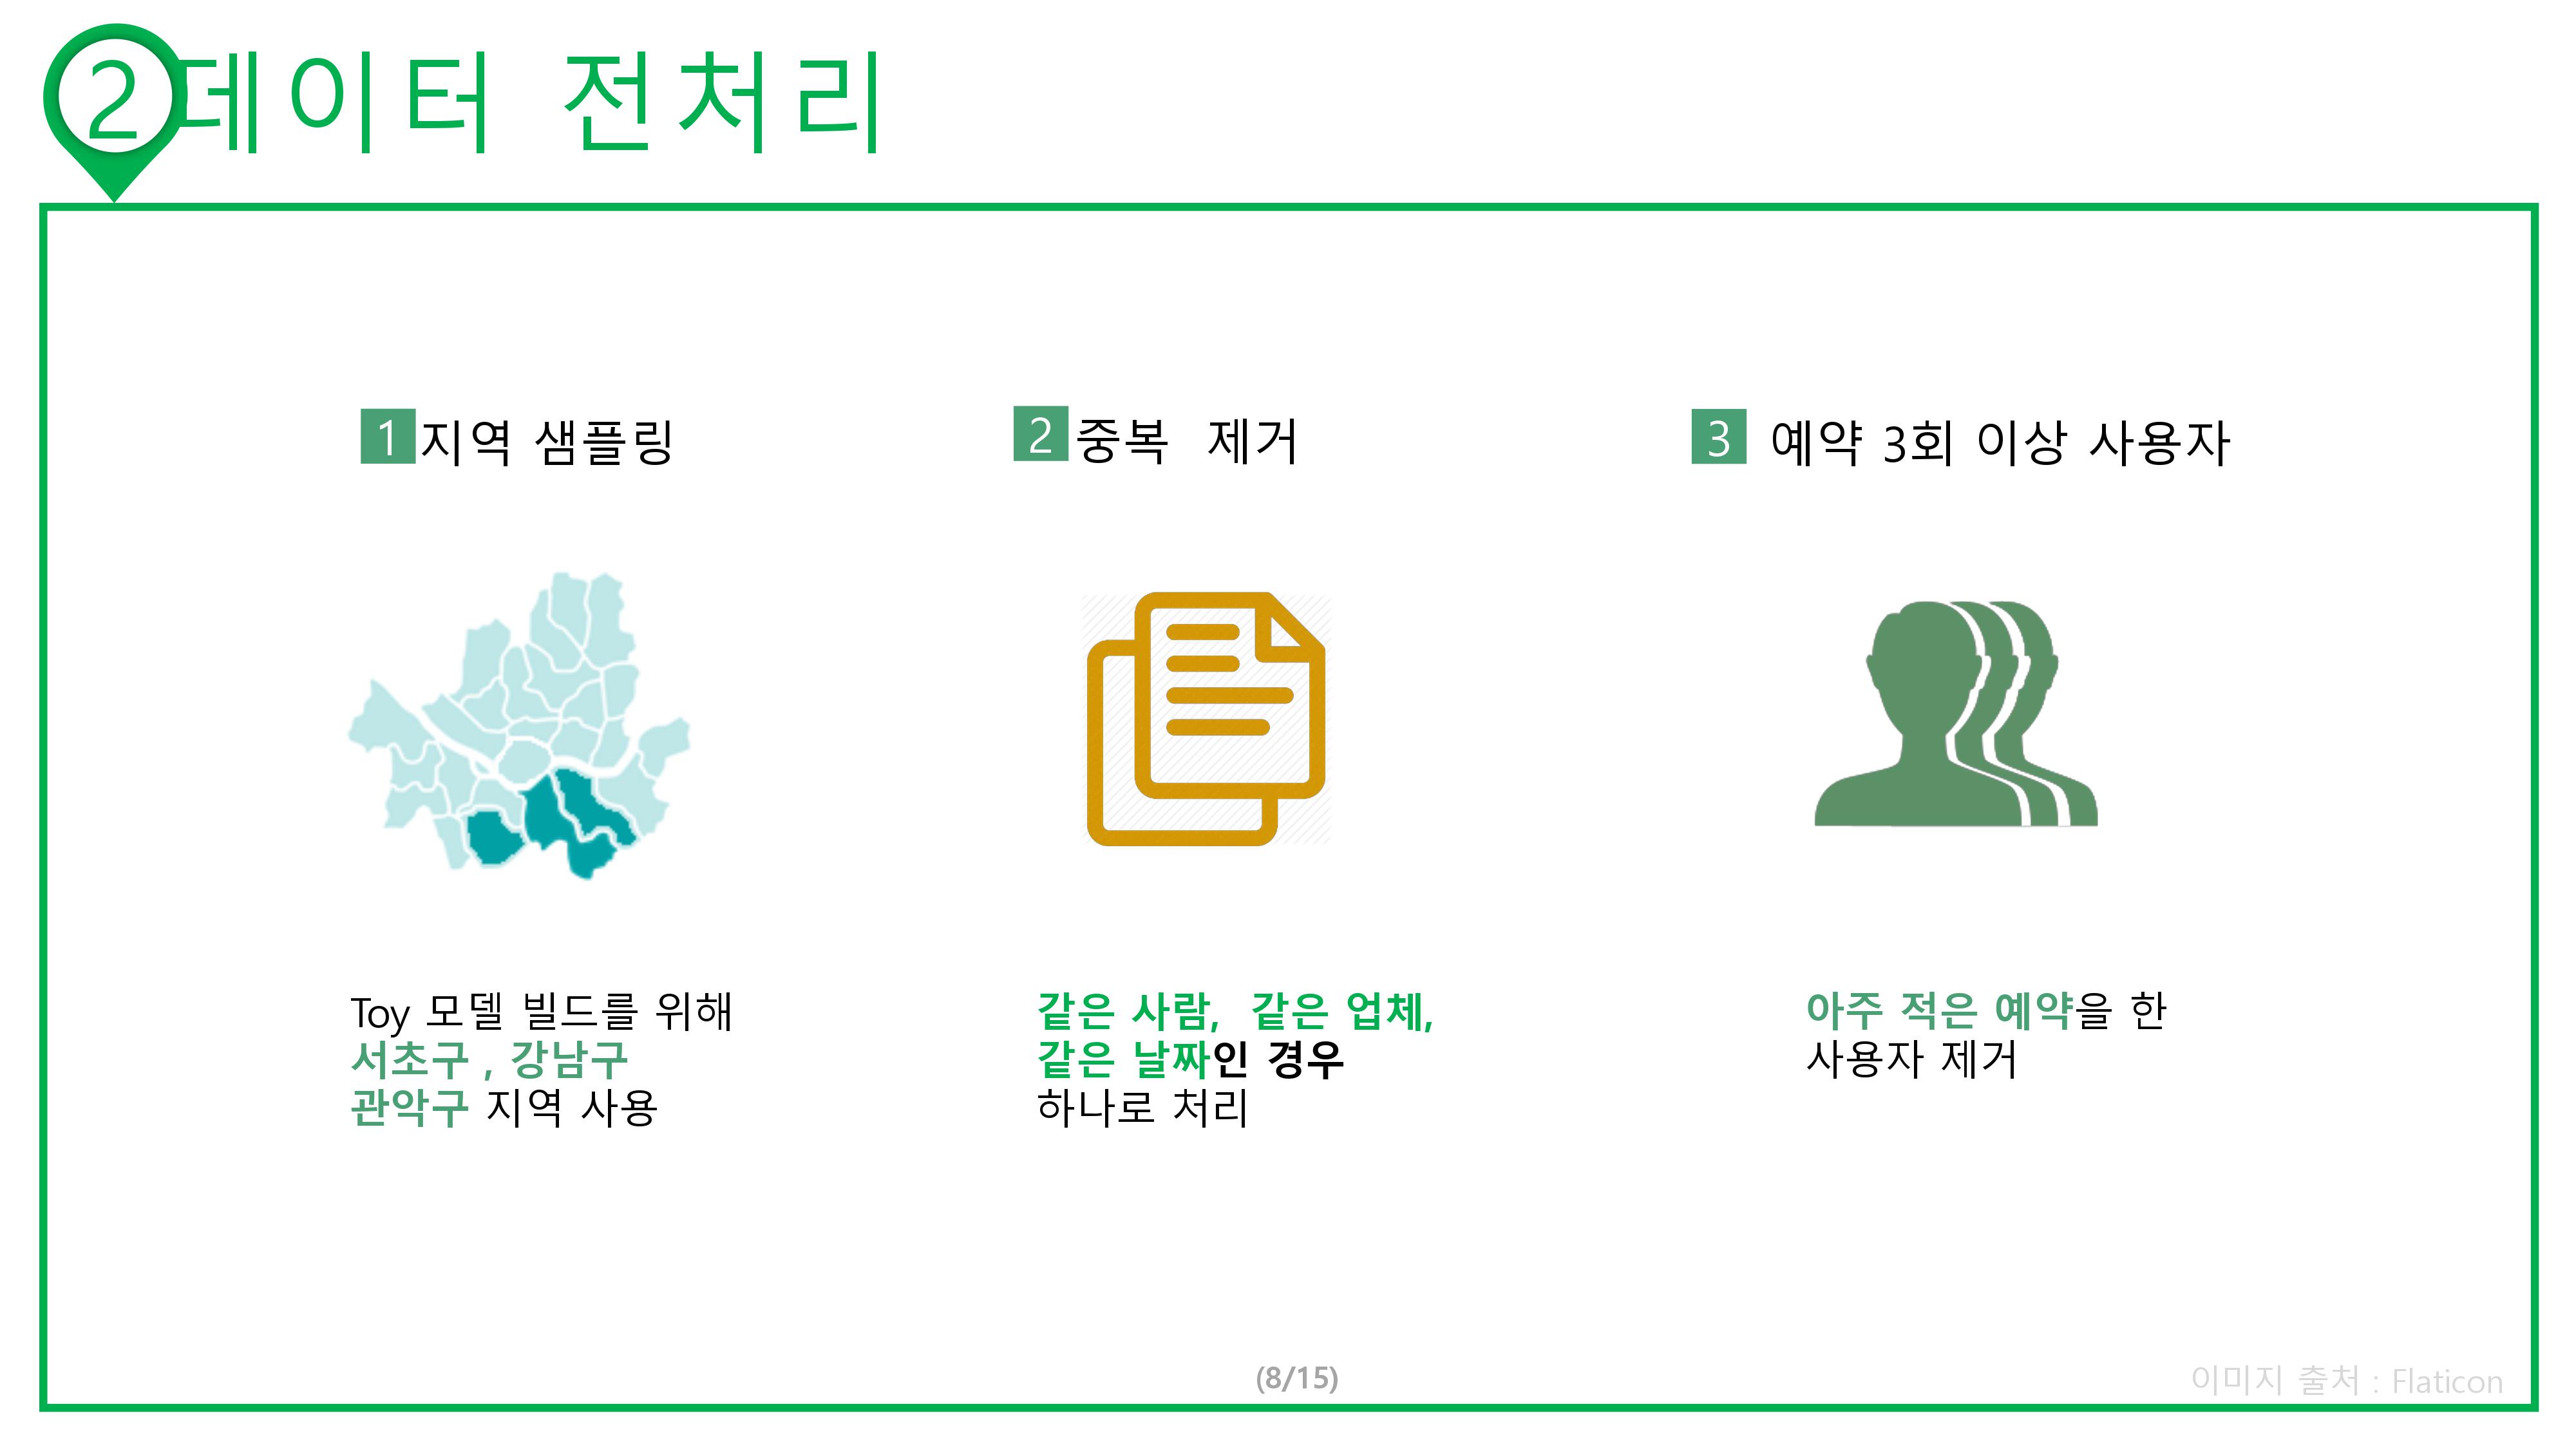 2 데이터 전처리
1 지역 샘플링
Toy 모델 빌드를 위해
서초구 , 강남구
관악구 지역 사용
2 중복 제거
같은 사람, 같은 업체,
같은 날짜인 경우
하나로 처리
3 예약 3회 이상 사용자
아주 적은 예약을 한
사용자 제거
(8/15)
이미지 출처 : Flaticon